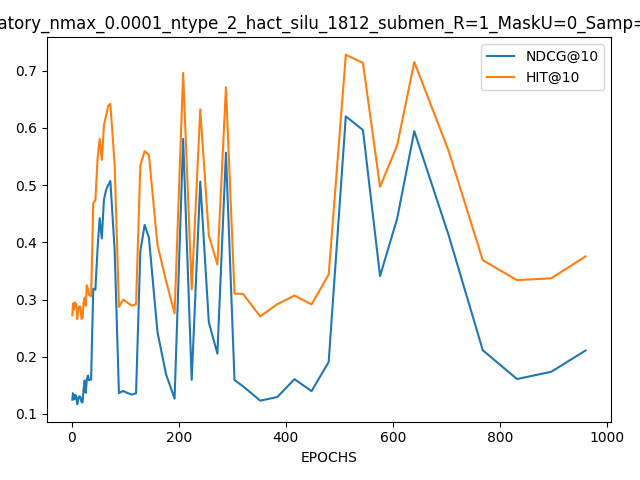 atory_nmax_0.0001_ntype_2_hact_silu_1812_submen_R=1_MaskU=0_Samp=
NDCG@10
HIT@10
0.7
0.6
0.5
0.4
0.3
0.2
0.1
0 200 400 600 800 1000
EPOCHS